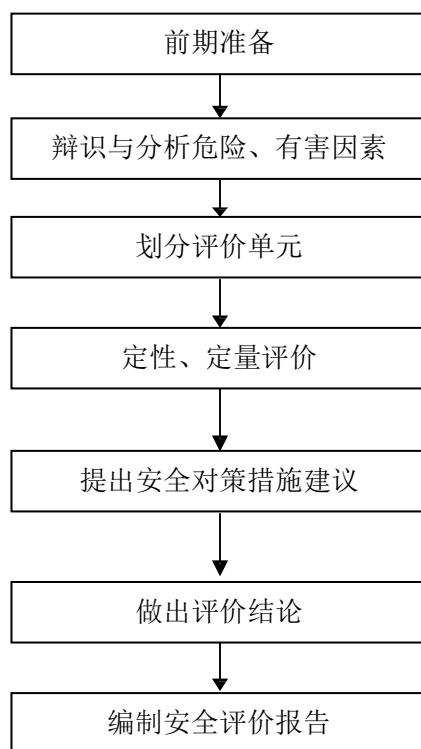 前期准备
辩识与分析危险、有害因素
划分评价单元
定性、定量评价
提出安全对策措施建议
做出评价结论
编制安全评价报告